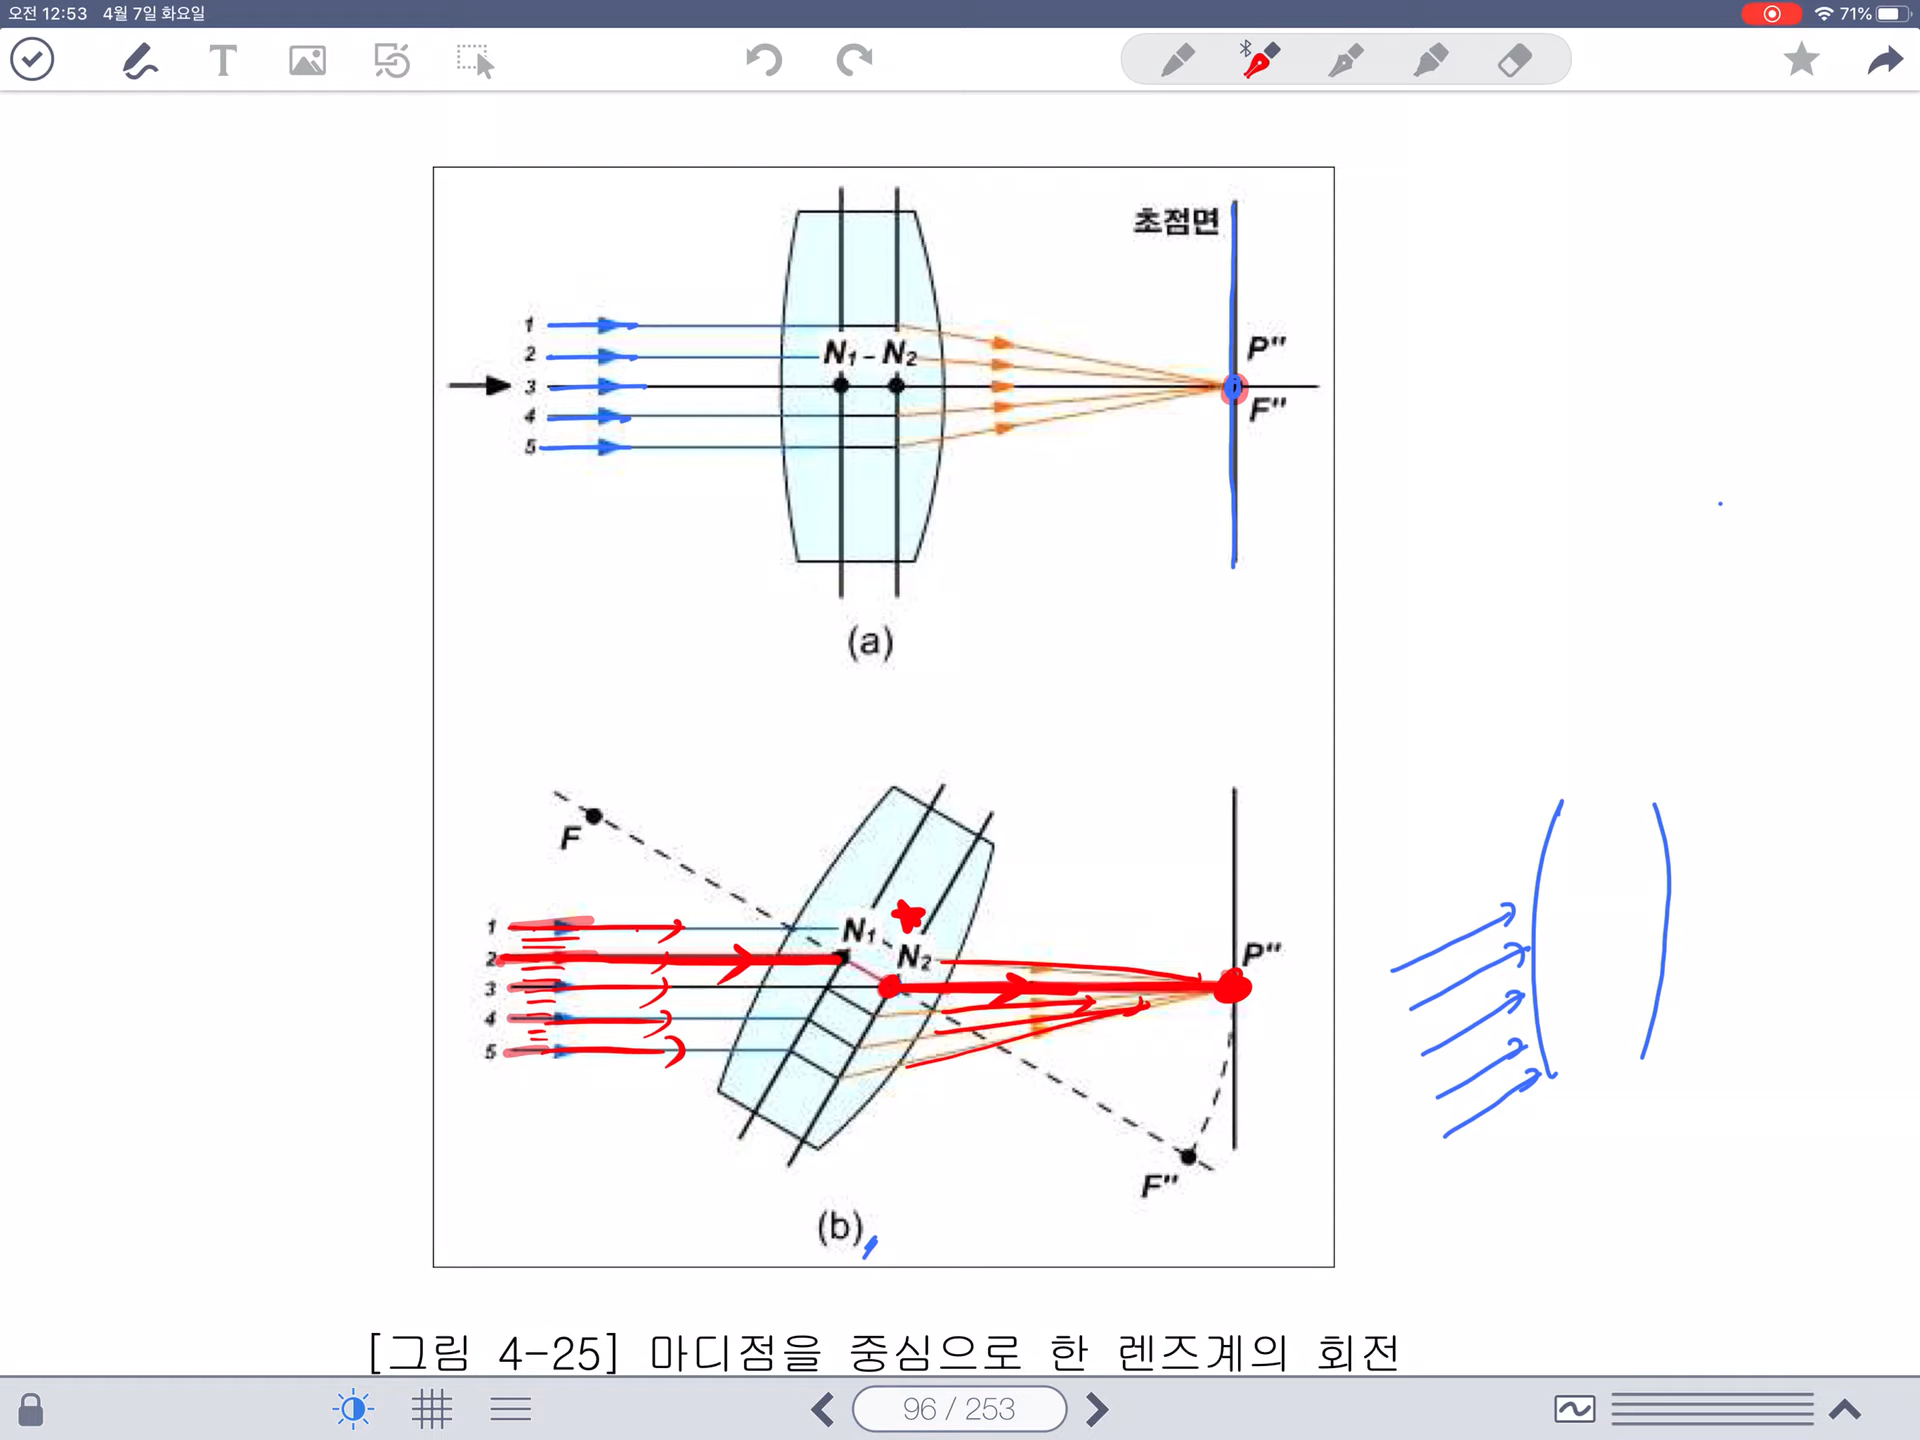 오전 12:53 4월 7일 화요일
71%
T
초점면
1
2
3
4
5
N₁ - N₂
P"
F"
(a)
F
1
2
3
4
5
N₁
N₂
P"
F"
(b)
[그림 4-25] 마디점을 중심으로 한 렌즈계의 회전
96 / 253